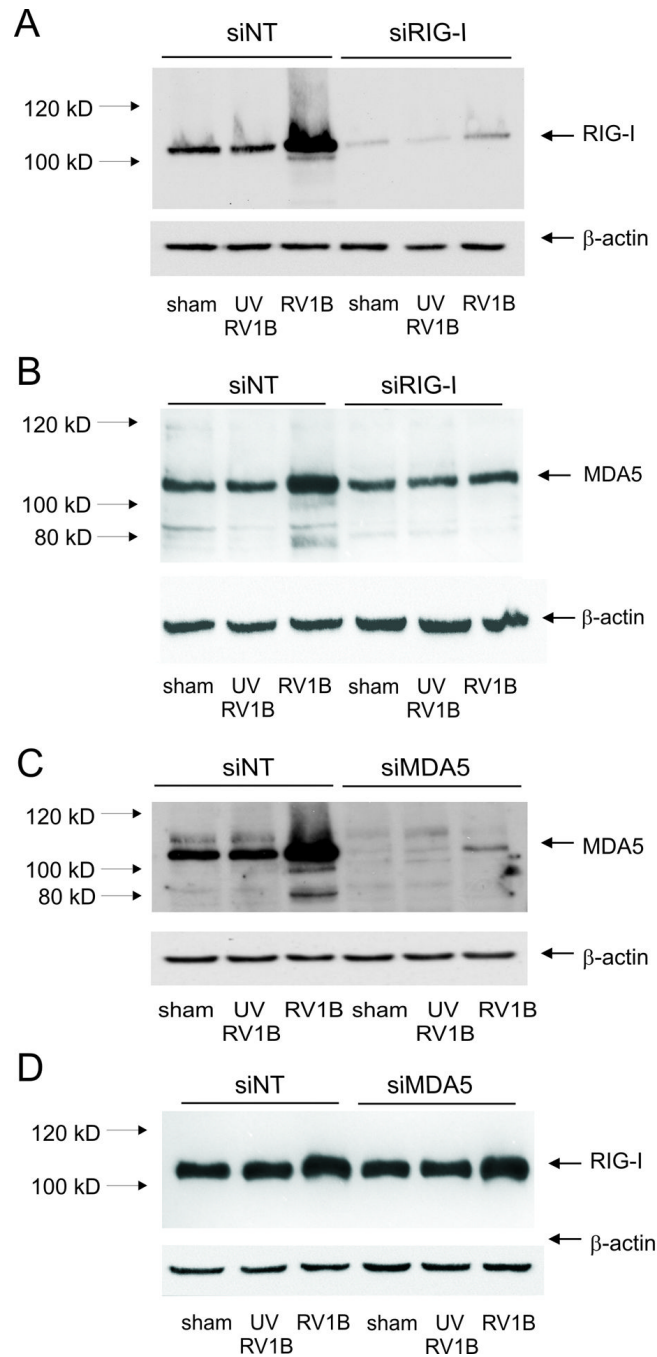 A
siNT siRIG-I
120 kD
RIG-I
100 kD
β-actin
sham UV RV1B sham UV RV1B
RV1B RV1B
B
siNT siRIG-I
120 kD
MDA5
100 kD
80 kD
β-actin
sham UV RV1B sham UV RV1B
RV1B RV1B
C
siNT siMDA5
120 kD
MDA5
100 kD
80 kD
β-actin
sham UV RV1B sham UV RV1B
RV1B RV1B
D
siNT siMDA5
120 kD
RIG-I
100 kD
β-actin
sham UV RV1B sham UV RV1B
RV1B RV1B